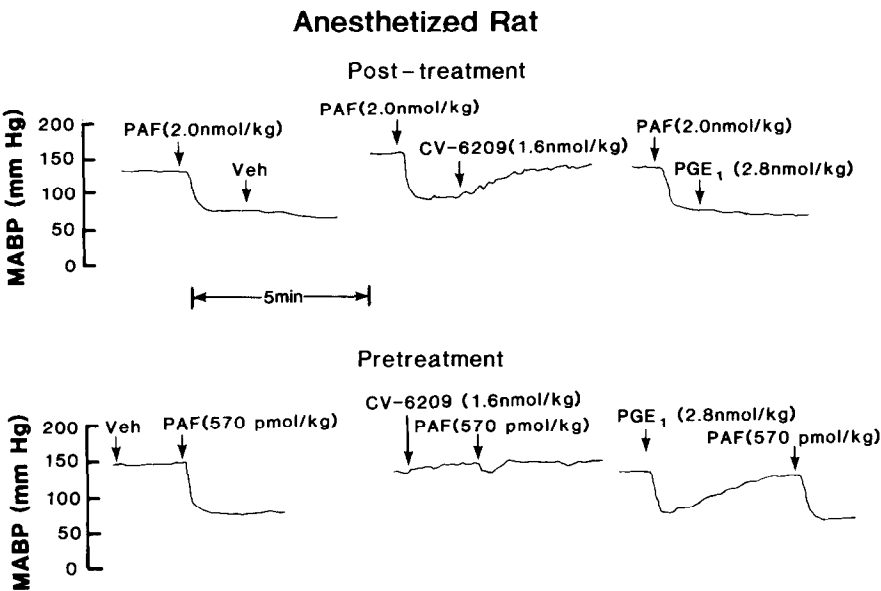 Anesthetized Rat
Post-treatment
MABP (mm Hg)
200
150
100
50
0
PAF(2.0nmol/kg)
Veh
PAF(2.0nmol/kg)
CV-6209(1.6nmol/kg)
PAF(2.0nmol/kg)
PGE1 (2.8nmol/kg)
5min
Pretreatment
MABP (mm Hg)
200
150
100
50
0
Veh
PAF(570 pmol/kg)
CV-6209 (1.6nmol/kg)
PAF(570 pmol/kg)
PGE1 (2.8nmol/kg)
PAF(570 pmol/kg)